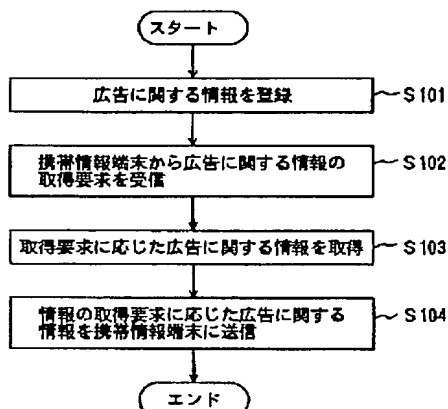 スタート
広告に関する情報を登録
S101
携帯情報端末から広告に関する情報の
取得要求を受信
S102
取得要求に応じた広告に関する情報を取得
S103
情報の取得要求に応じた広告に関する
情報を携帯情報端末に送信
S104
エンド